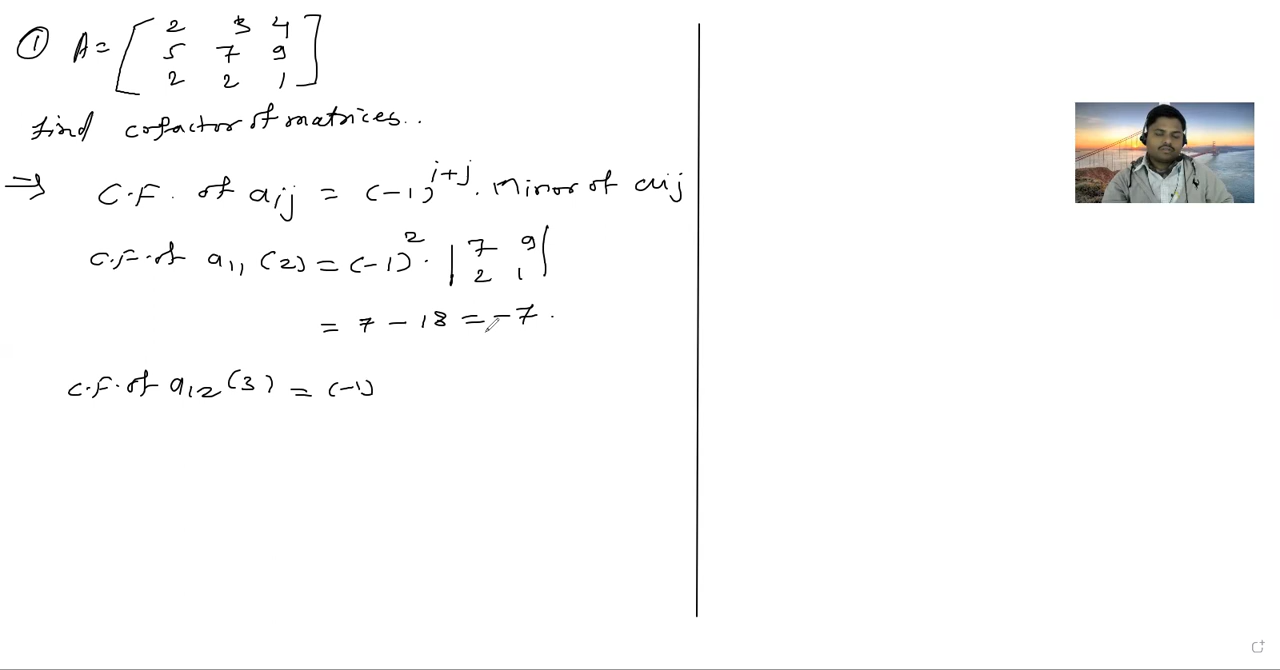 ① A = [ 2 3 4
5 7 9
2 2 1 ]
find cofactor of matrices..
⇒ C.F. of aij = (-1)^i+j . Minor of aij
C.F. of a11 (2) = (-1)^2 . | 7 9
2 1 |
= 7 - 18 = -7 .
C.F. of a12 (3) = (-1)